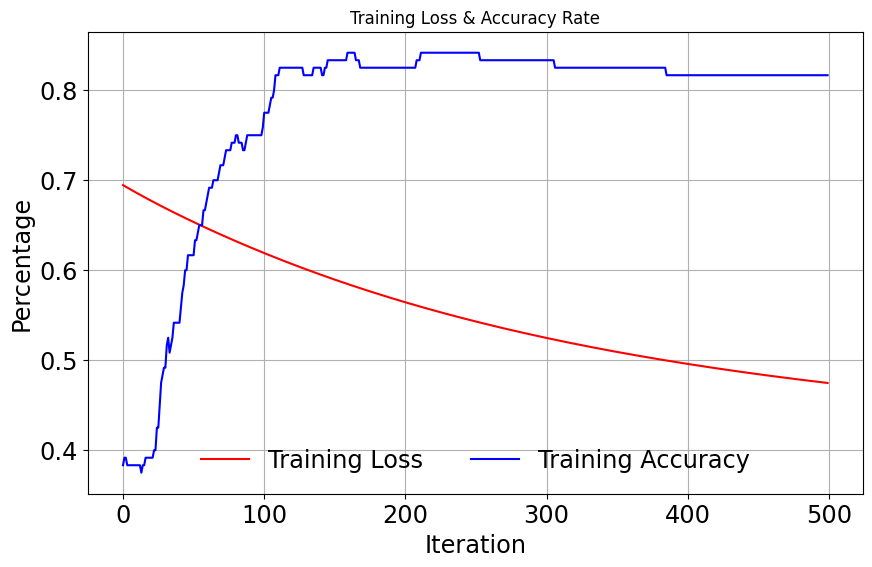 Training Loss & Accuracy Rate
Percentage
0.8
0.7
0.6
0.5
0.4
Training Loss Training Accuracy
0 100 200 300 400 500
Iteration